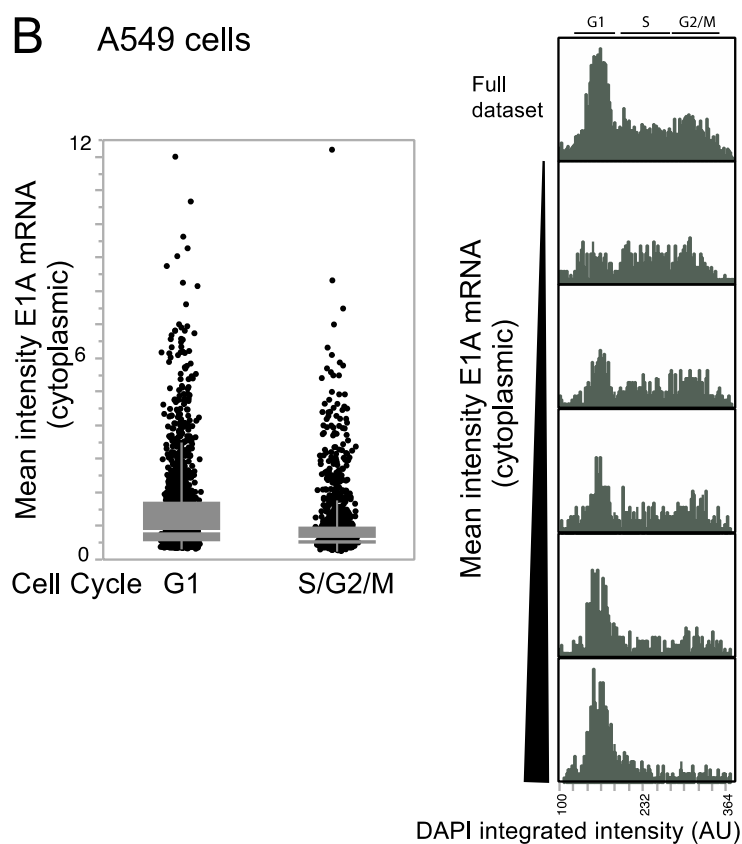 B A549 cells
Mean intensity E1A mRNA
(cytoplasmic)
12
6
0
Cell Cycle G1 S/G2/M
G1 S G2/M
Full
dataset
Mean intensity E1A mRNA
(cytoplasmic)
100 232 364
DAPI integrated intensity (AU)